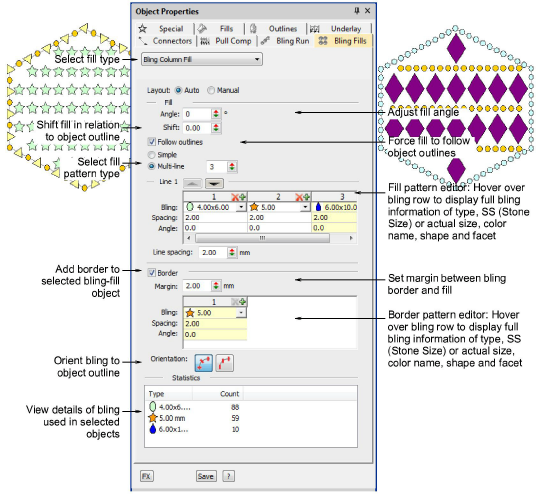 Object Properties
Special
Fills
Outlines
Underlay
Connectors
Pull Comp
Bling Run
Bling Fills
Select fill type
Bling Column Fill
Layout:
Auto
Manual
Fill
Angle:
0
°
Adjust fill angle
Shift fill in relation
to object outline
Shift:
0.00
Follow outlines
Force fill to follow
object outlines
Select fill
pattern type
Simple
Multi-line
3
Line 1
1
2
3
Bling:
4.00x6.00
5.00
6.00x10.0
Spacing:
2.00
2.00
2.00
Angle:
0.0
0.0
0.0
Fill pattern editor: Hover over
bling row to display full bling
information of type, SS (Stone
Size) or actual size, color
name, shape and facet
Line spacing:
2.00
mm
Add border to
selected bling-fill
object
Border
Margin:
2.00
mm
Set margin between bling
border and fill
1
Bling:
5.00
Spacing:
2.00
Angle:
0.0
Border pattern editor: Hover
over bling row to display full
bling information of type, SS
(Stone Size) or actual size,
color name, shape and facet
Orient bling to
object outline
Orientation:
Statistics
View details of bling
used in selected
objects
Type
Count
4.00x6....
88
5.00 mm
59
6.00x1...
10
FX
Save
?